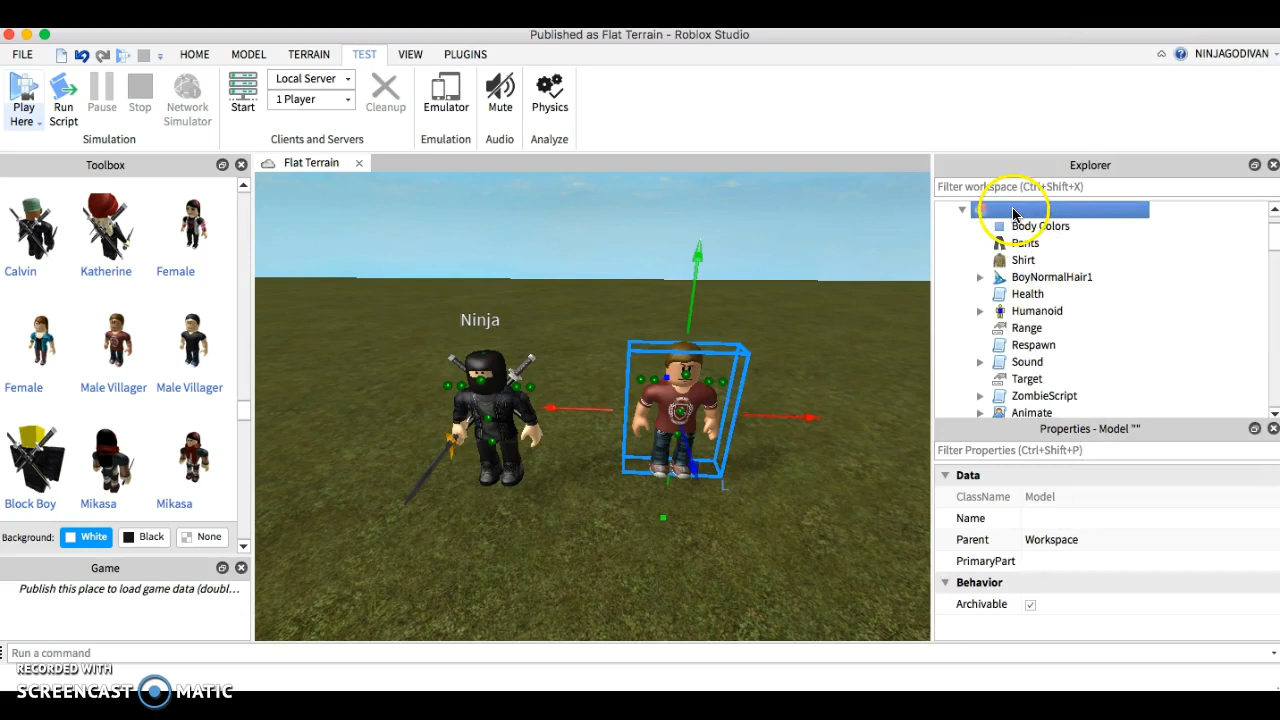 Published as Flat Terrain - Roblox Studio
FILE HOME MODEL TERRAIN TEST VIEW PLUGINS NINJAGODIVAN
Play Here Run Script Pause Stop Network Simulator Start Local Server 1 Player Cleanup Emulator Mute Physics
Simulation Clients and Servers Emulation Audio Analyze
Toolbox
Calvin Katherine Female
Female Male Villager Male Villager
Block Boy Mikasa Mikasa
Background: White Black None
Game
Publish this place to load game data (doubl...
Flat Terrain
Ninja
Explorer
Filter workspace (Ctrl+Shift+X)
Body Colors
Pants
Shirt
BoyNormalHair1
Health
Humanoid
Range
Respawn
Sound
Target
ZombieScript
Animate
Properties - Model ""
Filter Properties (Ctrl+Shift+P)
Data
ClassName Model
Name
Parent Workspace
PrimaryPart
Behavior
Archivable
Run a command
RECORDED WITH
SCREENCAST MATIC